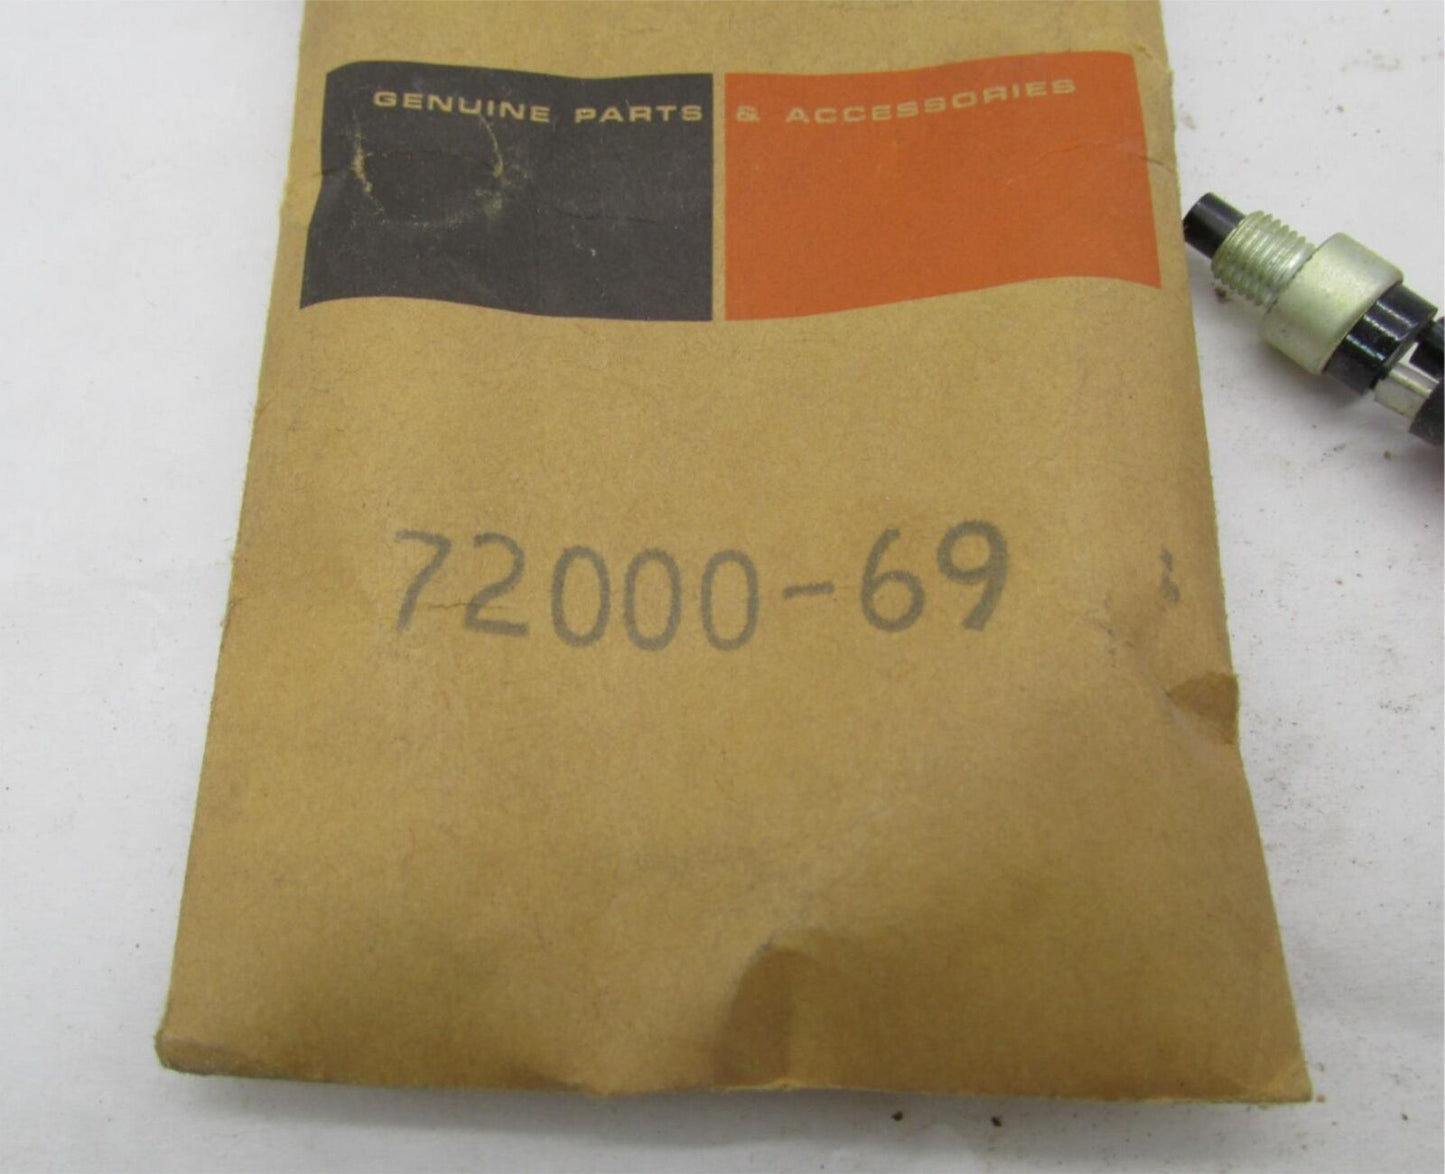 GENUINE PARTS & ACCESSORIES
72000-69